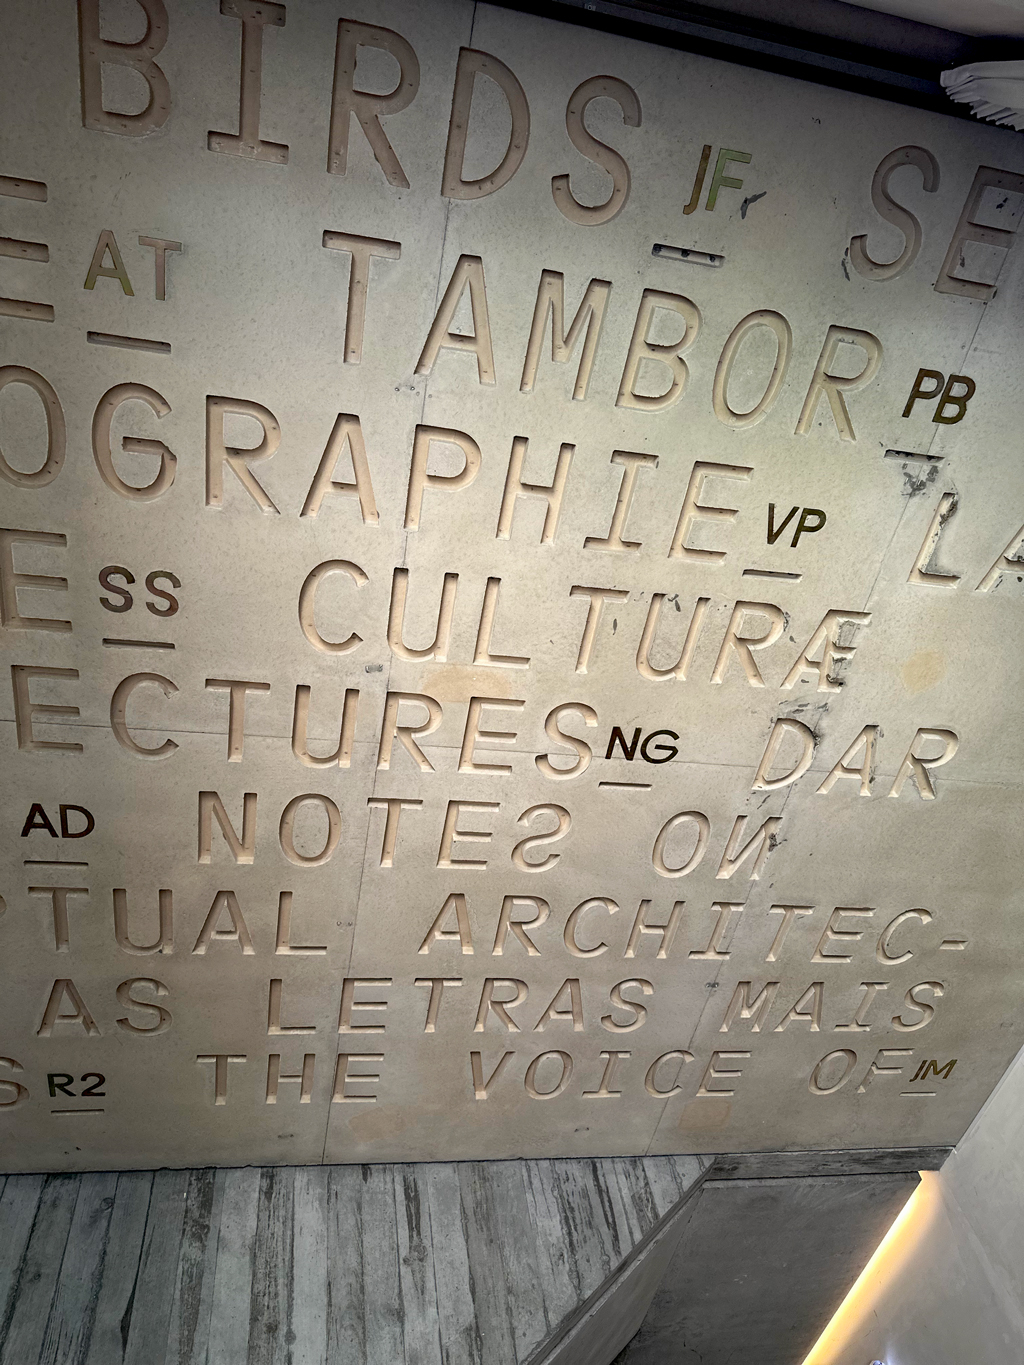 BIRDS JF SE
E AT TAMBOR PB
OGRAPHIE VP LA
E SS CULTURÆ
ECTURES NG DAR
AD NOTES ON
TUAL ARCHITEC-
AS LETRAS MAIS
S R2 THE VOICE OF JM